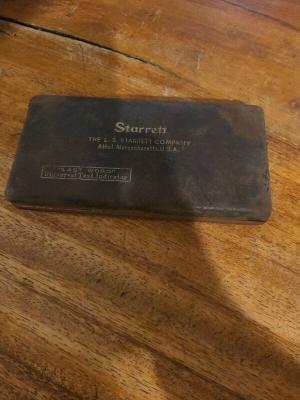 Starrett
THE L. S. STARRETT COMPANY
Athol, Massachusetts, U.S.A.
"LAST WORD"
Universal Test Indicator